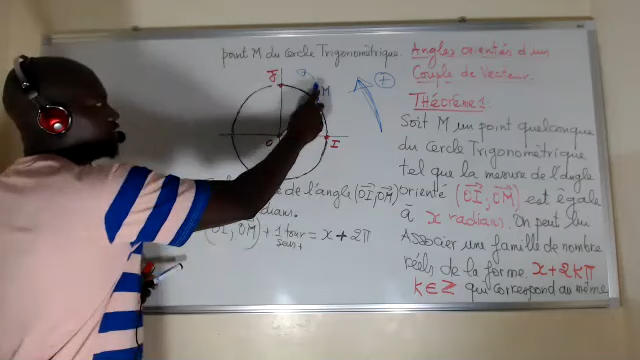 point M du Cercle Trigonométrique.
J
M
O
I
+
de l'angle (OI, OM)
radians.
(OI; OM) + 1 tour = x + 2π
sens +
Angles orientés d'un
Couple de Vecteur.
THéorème 1
Soit M un point quelconque
du Cercle Trigonométrique
tel que la mesure de l'angle
orienté (OI; OM) est égale
à x radians. On peut lui
Associer une famille de nombre
réels de la forme x + 2kπ
k ∈ Z qui correspond au même